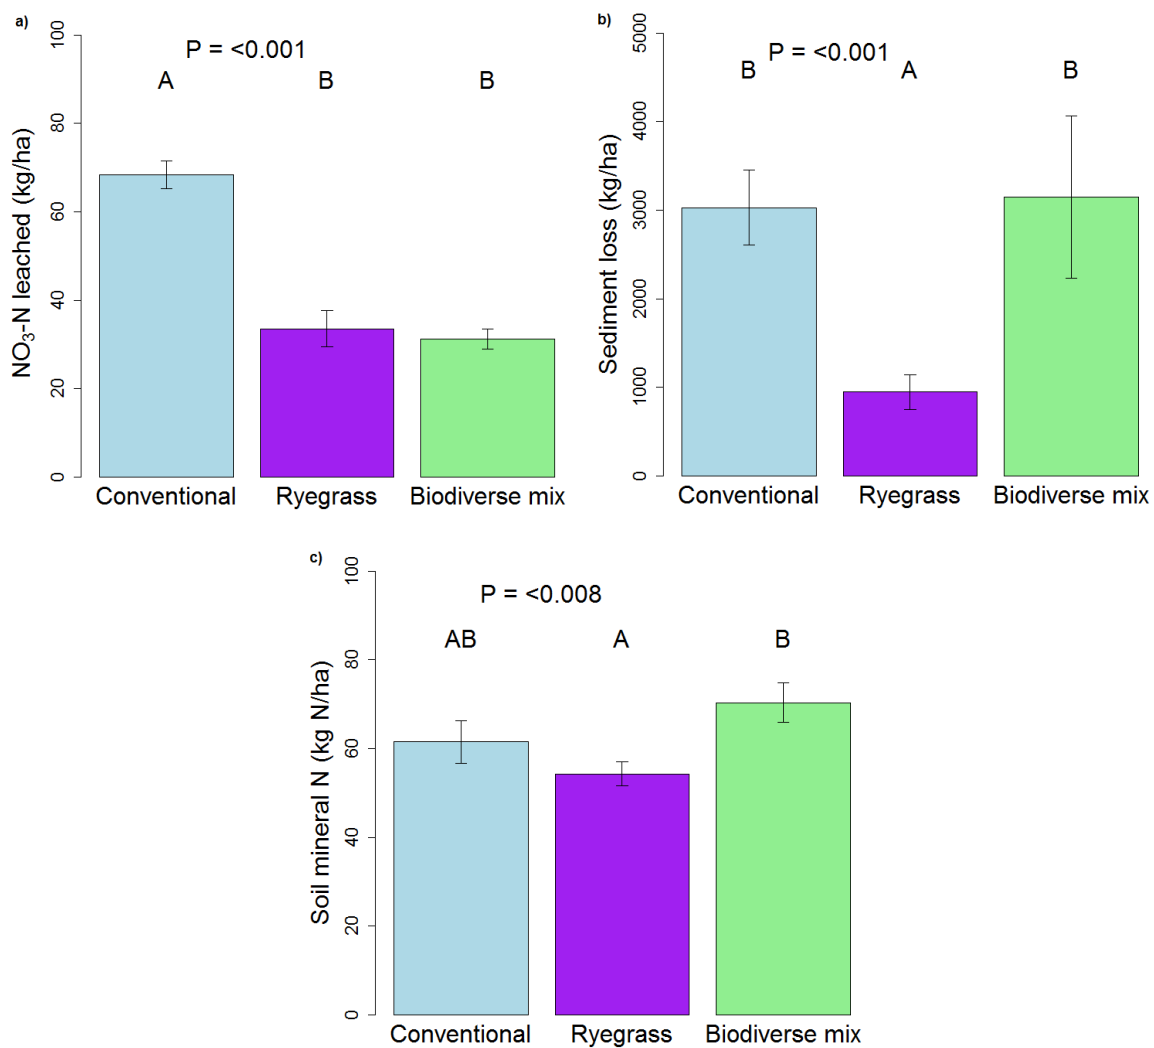 a)
P = <0.001
A B B
NO₃-N leached (kg/ha)
100
80
60
40
20
0
Conventional Ryegrass Biodiverse mix
b)
P = <0.001
B A B
Sediment loss (kg/ha)
5000
4000
3000
2000
1000
0
Conventional Ryegrass Biodiverse mix
c)
P = <0.008
AB A B
Soil mineral N (kg N/ha)
100
80
60
40
20
0
Conventional Ryegrass Biodiverse mix